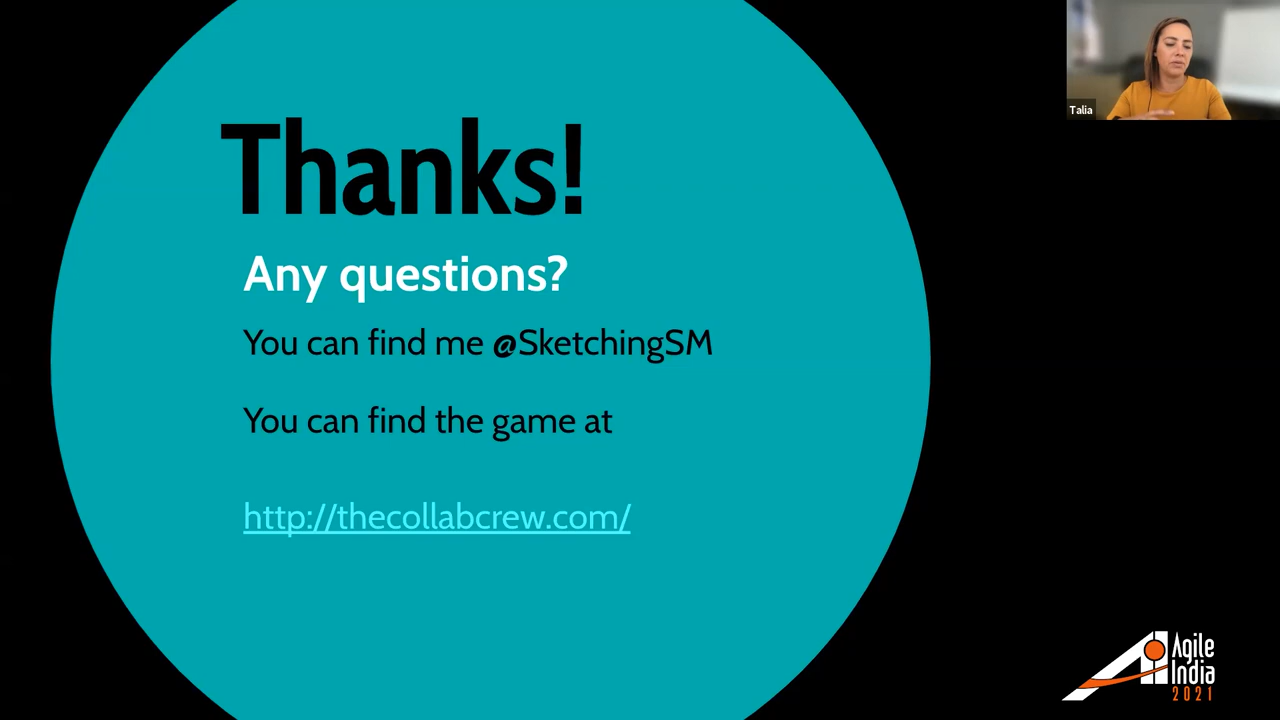 Talia
Thanks!
Any questions?
You can find me @SketchingSM
You can find the game at
http://thecollabcrew.com/
Agile
India
2021